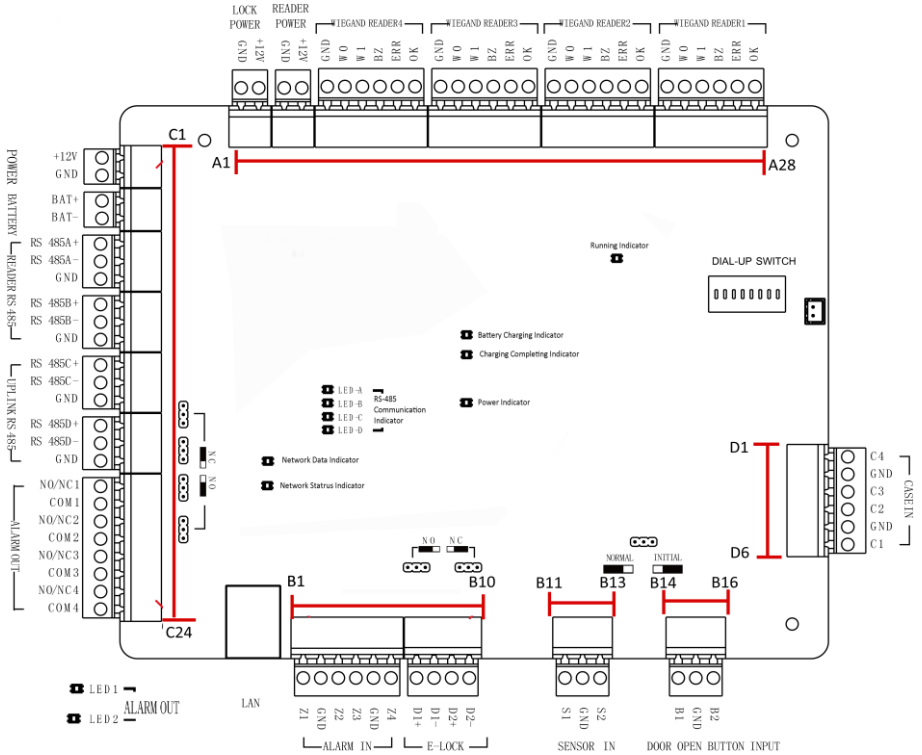 LOCK POWER
READER POWER
WIEGAND READER4
WIEGAND READER3
WIEGAND READER2
WIEGAND READER1
GND
+12V
GND
+12V
GND
W0
W1
BZ
ERR
OK
GND
W0
W1
BZ
ERR
OK
GND
W0
W1
BZ
ERR
OK
GND
W0
W1
BZ
ERR
OK
C1
A1
A28
POWER
+12V
GND
BATTERY
BAT+
BAT-
READER RS485
RS 485A+
RS 485A-
GND
RS 485B+
RS 485B-
GND
UPLINK RS485
RS 485C+
RS 485C-
GND
RS 485D+
RS 485D-
GND
ALARM OUT
NO/NC1
COM1
NO/NC2
COM2
NO/NC3
COM3
NO/NC4
COM4
C24
NC
NO
Running Indicator
DIAL-UP SWITCH
Battery Charging Indicator
Charging Completing Indicator
Power Indicator
LED-A
LED-B
LED-C
LED-D
RS-485
Communication
Indicator
Network Data Indicator
Network Statrus Indicator
D1
D6
C4
GND
C3
C2
GND
C1
CASE IN
NO
NC
NORMAL
INITIAL
B1
B10
B11
B13
B14
B16
LED1
LED2
ALARM OUT
LAN
Z1
GND
Z2
Z3
GND
Z4
D1+
D1-
D2+
D2-
S1
GND
S2
B1
GND
B2
ALARM IN
E-LOCK
SENSOR IN
DOOR OPEN BUTTON INPUT